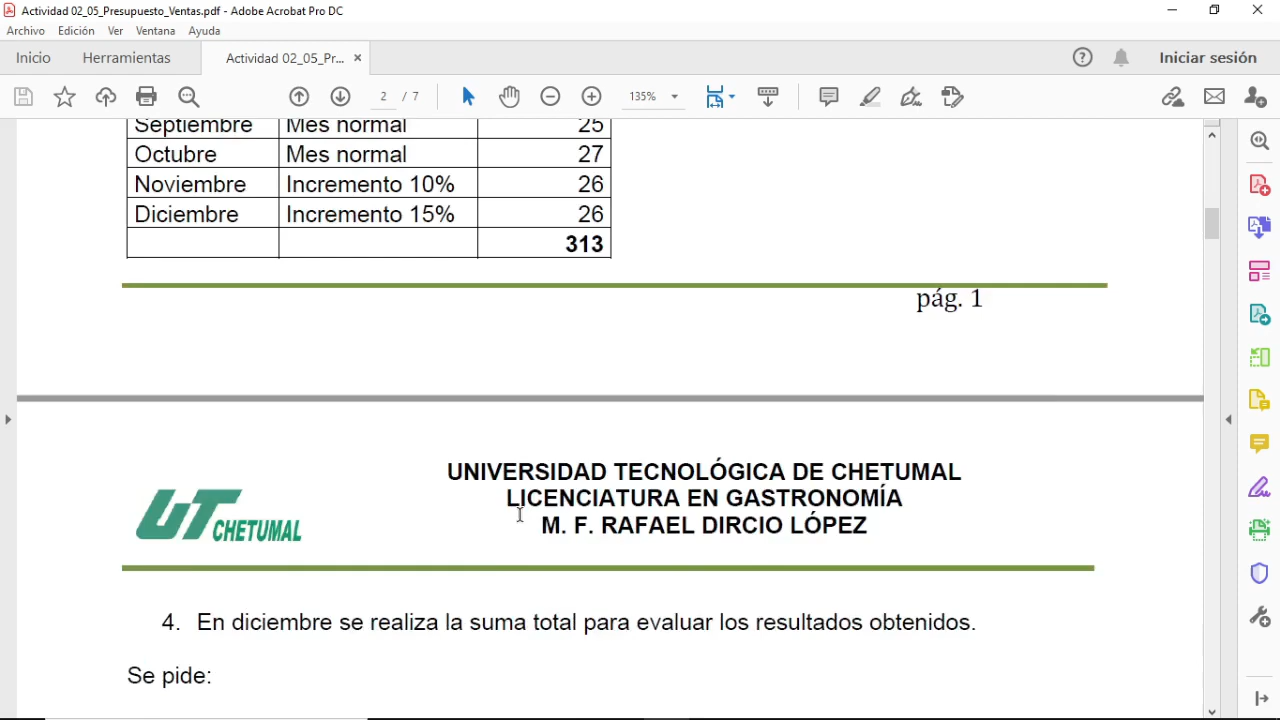 Actividad 02_05_Presupuesto_Ventas.pdf - Adobe Acrobat Pro DC
Archivo Edición Ver Ventana Ayuda
Inicio Herramientas Actividad 02_05_Pr... × Iniciar sesión
2 / 7 135%
Septiembre Mes normal 25
Octubre Mes normal 27
Noviembre Incremento 10% 26
Diciembre Incremento 15% 26
313
pág. 1
UNIVERSIDAD TECNOLÓGICA DE CHETUMAL
LICENCIATURA EN GASTRONOMÍA
M. F. RAFAEL DIRCIO LÓPEZ
UT CHETUMAL
4. En diciembre se realiza la suma total para evaluar los resultados obtenidos.
Se pide: